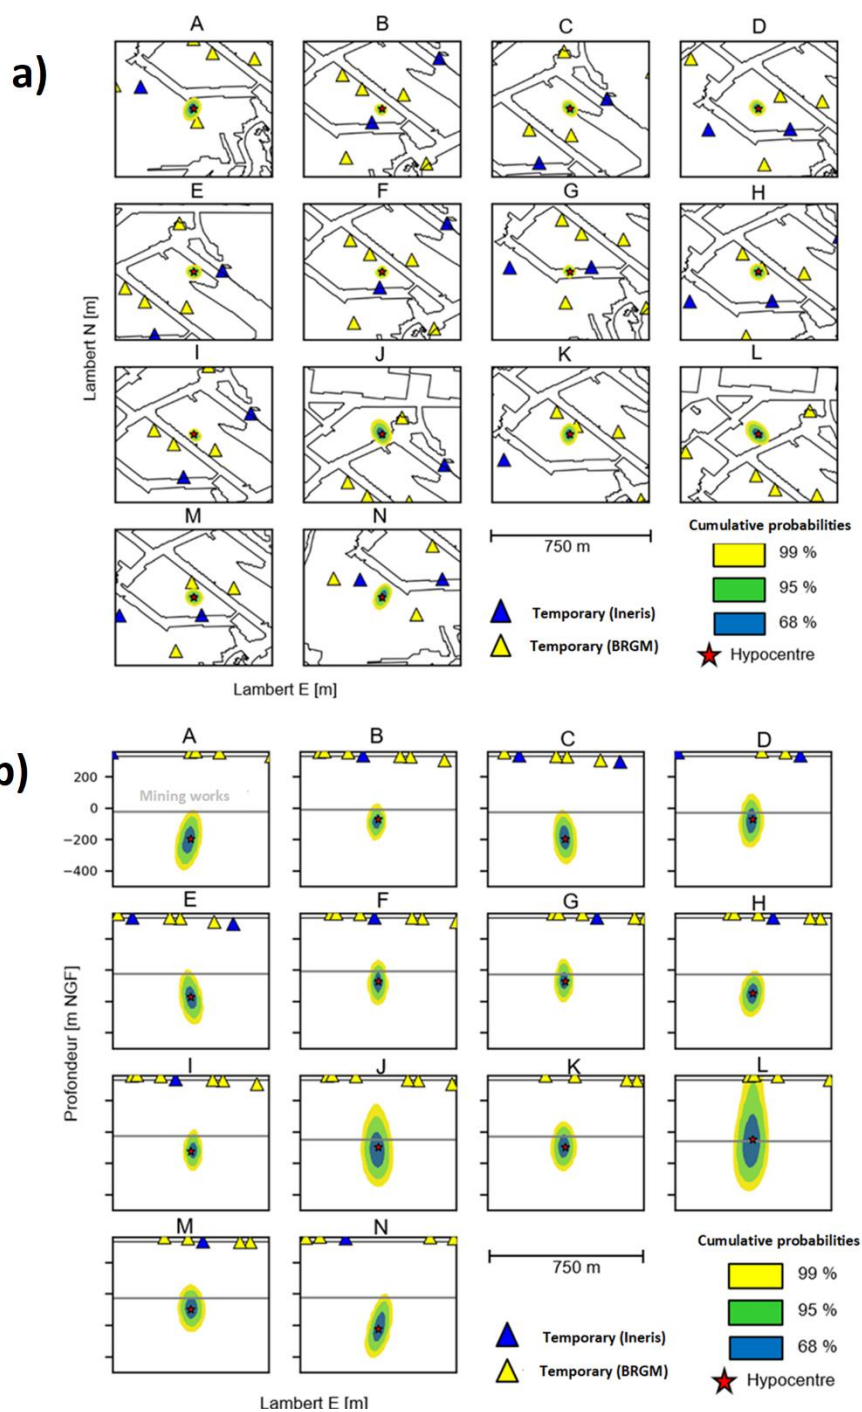 a)
A B C D
E F G H
Lambert N [m]
I J K L
M N
750 m
Cumulative probabilities
99 %
95 %
68 %
Temporary (Ineris)
Temporary (BRGM)
Hypocentre
Lambert E [m]
b)
A B C D
200
0
−200
−400
Mining works
E F G H
Profondeur [m NGF]
I J K L
M N
750 m
Cumulative probabilities
99 %
95 %
68 %
Temporary (Ineris)
Temporary (BRGM)
Hypocentre
Lambert E [m]